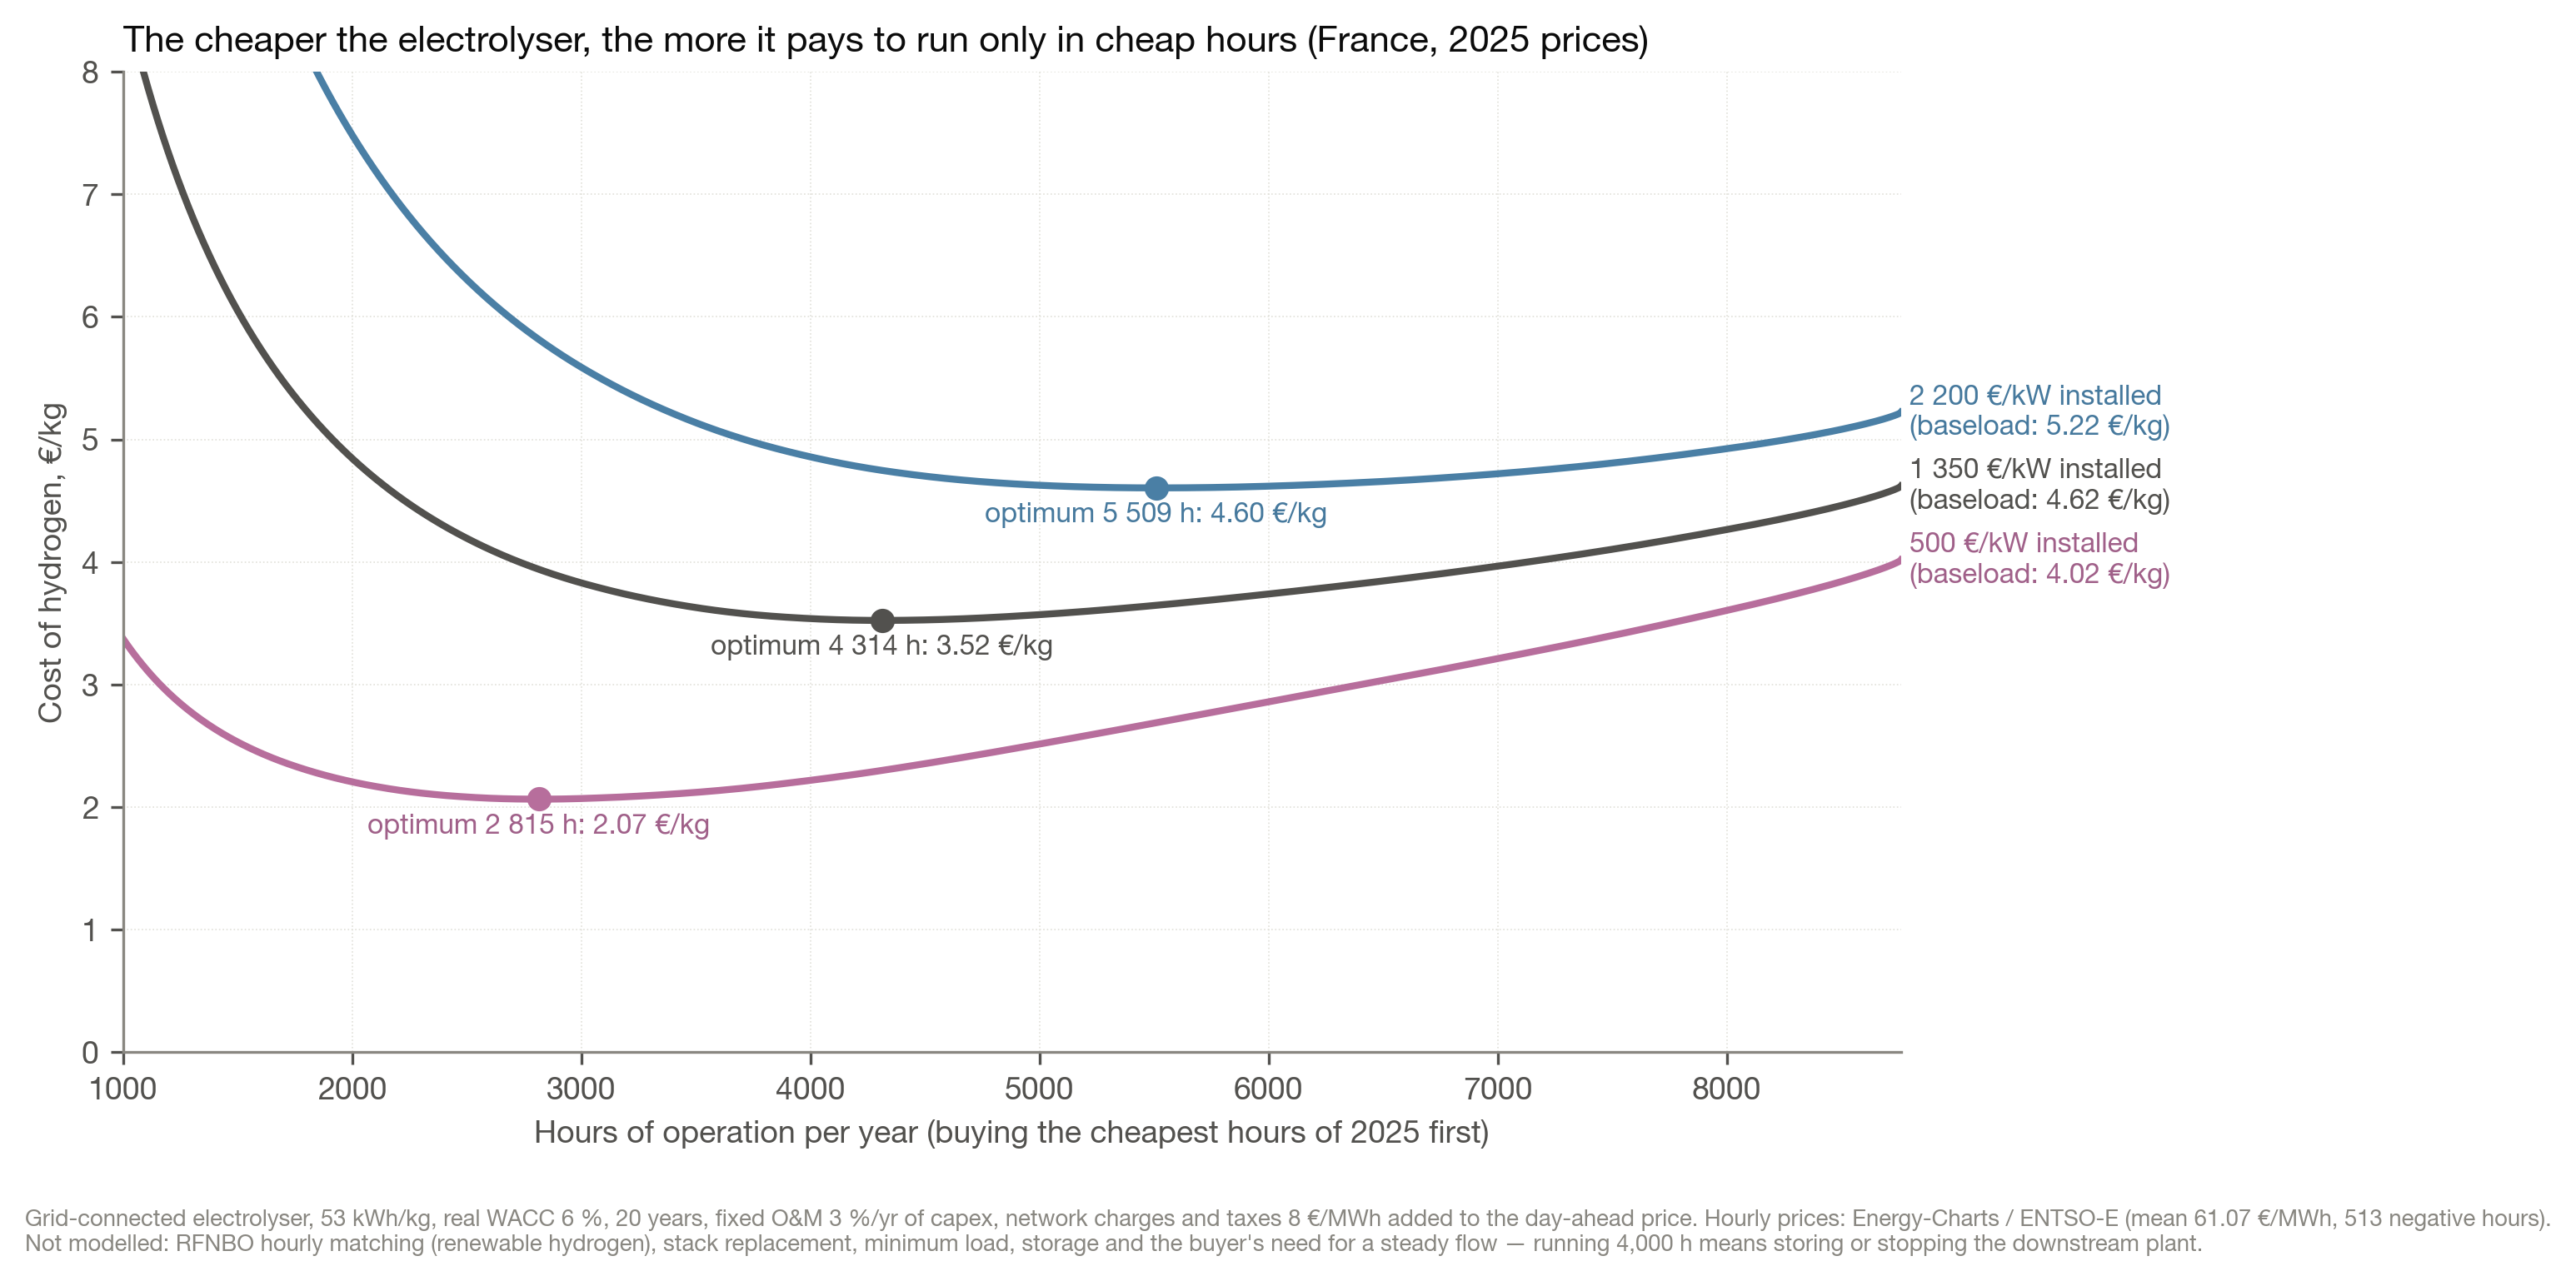 The cheaper the electrolyser, the more it pays to run only in cheap hours (France, 2025 prices)
8
7
6
5
4
3
2
1
0
Cost of hydrogen, €/kg
2 200 €/kW installed
(baseload: 5.22 €/kg)
1 350 €/kW installed
(baseload: 4.62 €/kg)
500 €/kW installed
(baseload: 4.02 €/kg)
optimum 5 509 h: 4.60 €/kg
optimum 4 314 h: 3.52 €/kg
optimum 2 815 h: 2.07 €/kg
1000 2000 3000 4000 5000 6000 7000 8000
Hours of operation per year (buying the cheapest hours of 2025 first)
Grid-connected electrolyser, 53 kWh/kg, real WACC 6 %, 20 years, fixed O&M 3 %/yr of capex, network charges and taxes 8 €/MWh added to the day-ahead price. Hourly prices: Energy-Charts / ENTSO-E (mean 61.07 €/MWh, 513 negative hours).
Not modelled: RFNBO hourly matching (renewable hydrogen), stack replacement, minimum load, storage and the buyer's need for a steady flow — running 4,000 h means storing or stopping the downstream plant.